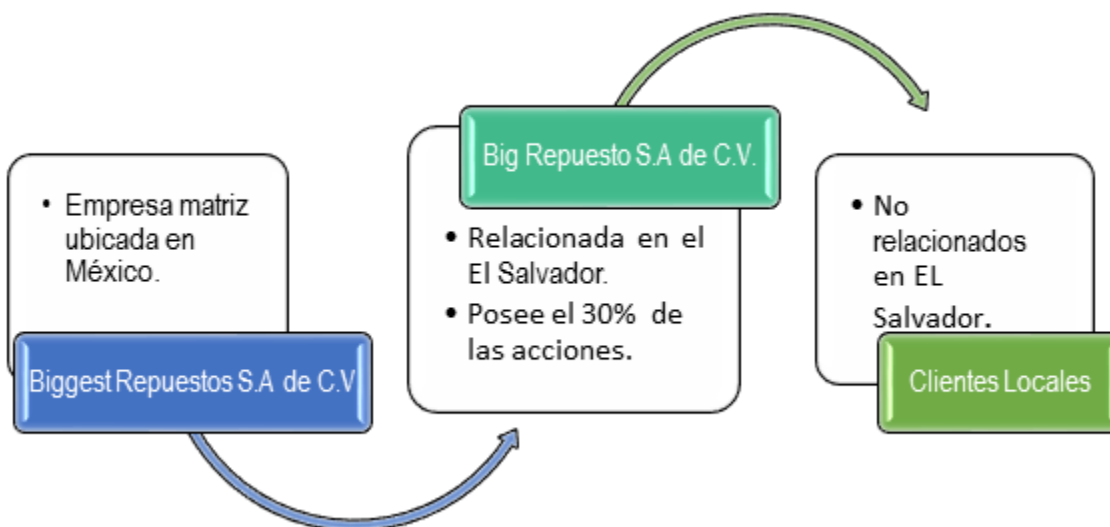 • Empresa matriz
ubicada en
México.
Biggest Repuestos S.A de C.V
Big Repuesto S.A de C.V.
• Relacionada en el
El Salvador.
• Posee el 30% de
las acciones.
• No
relacionados
en EL
Salvador.
Clientes Locales